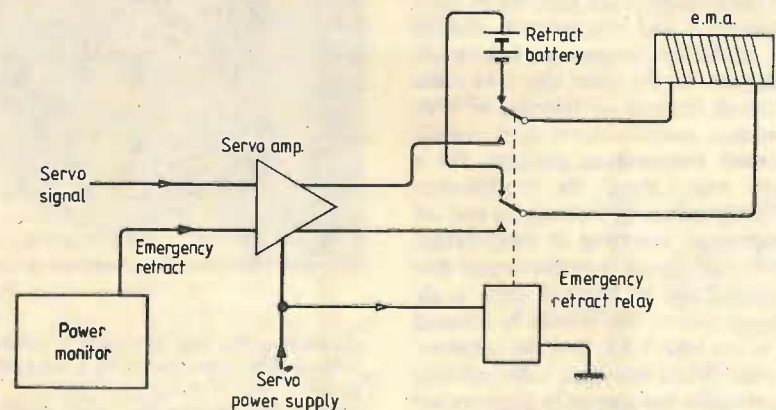 Retract
battery
e.m.a.
Servo amp.
Servo
signal
Emergency
retract
Power
monitor
Emergency
retract relay
Servo
power supply